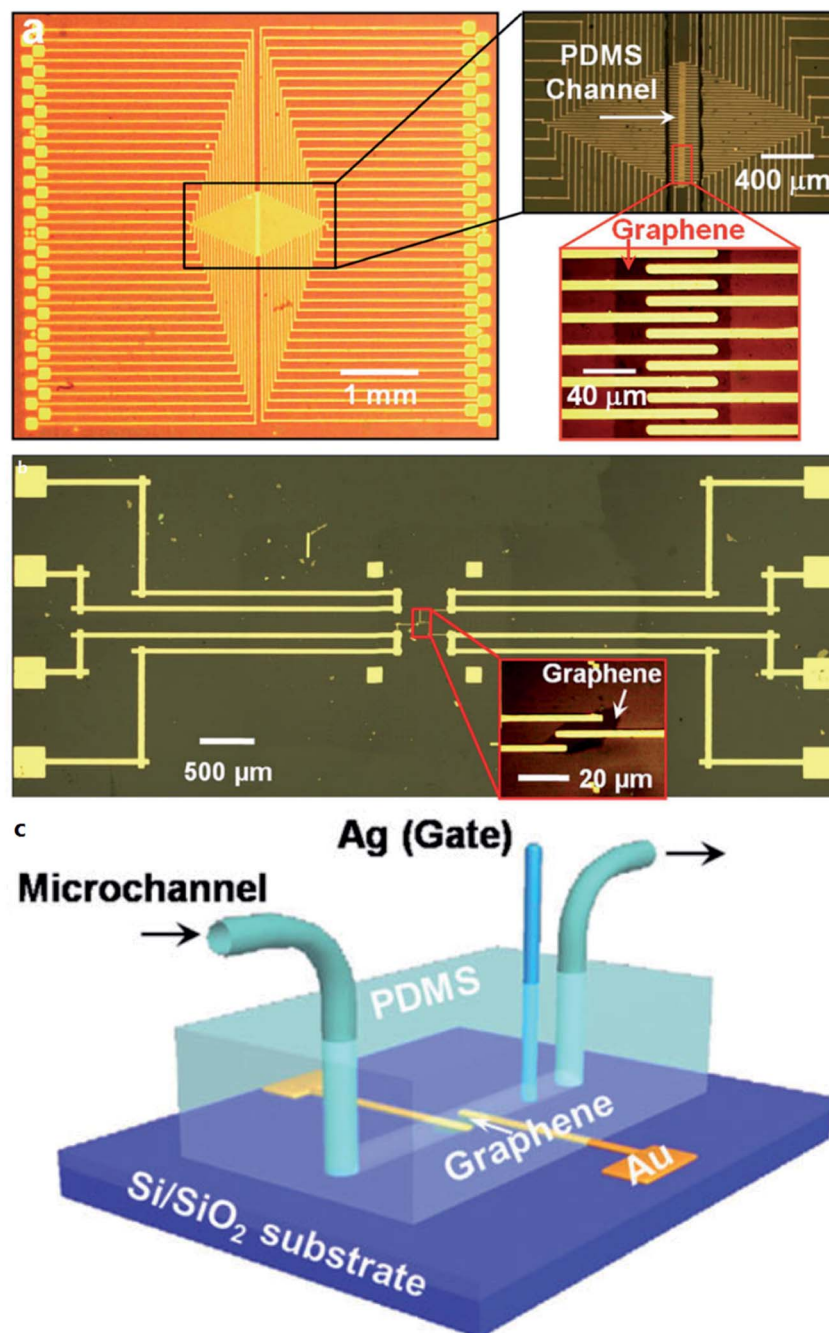 a
PDMS
Channel
400 μm
1 mm
Graphene
40 μm
b
Graphene
500 μm
20 μm
c
Ag (Gate)
Microchannel
PDMS
Graphene
Au
Si/SiO₂ substrate